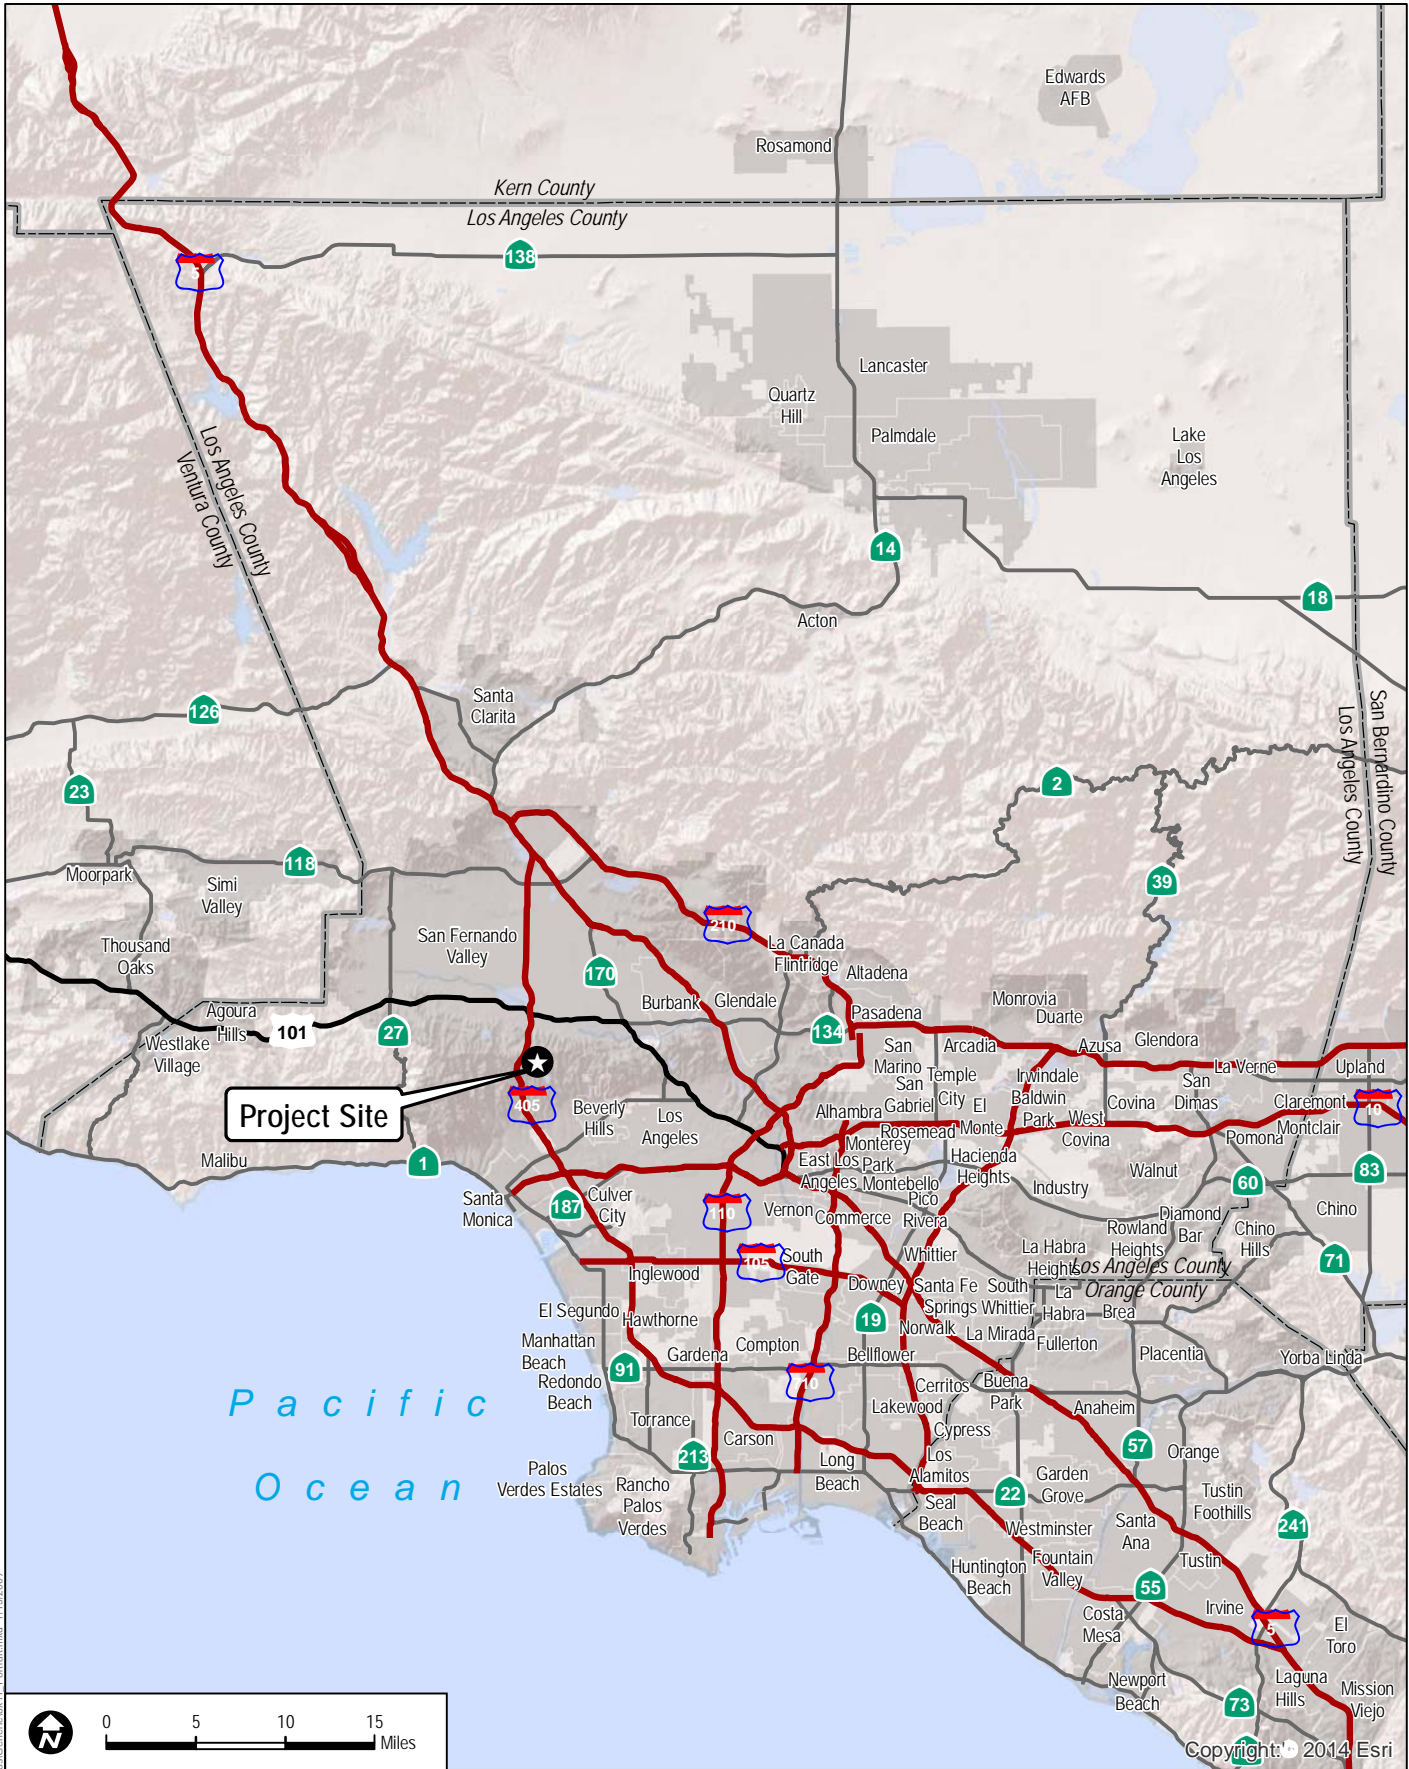 Edwards
AFB
Rosamond
Kern County
Los Angeles County
138
5
Lancaster
Quartz
Hill
Palmdale
Lake
Los
Angeles
Los Angeles County
Ventura County
14
18
Acton
Santa
Clarita
126
San Bernardino County
Los Angeles County
23
2
118
Moorpark
Simi
Valley
39
210
San Fernando
Valley
Thousand
Oaks
La Canada
Flintridge
Altadena
170
Burbank
Glendale
Monrovia
Duarte
Pasadena
Agoura
Hills
101
27
134
Westlake
Village
San
Marino
Arcadia
Azusa
Glendora
La Verne
Upland
Project Site
405
Beverly
Hills
Los
Angeles
Alhambra
San
Gabriel
Temple
City
Irwindale
Baldwin
Park
El
Monte
West
Covina
Covina
San
Dimas
Claremont
10
Montclair
Pomona
Rosemead
Monterey
Park
Malibu
1
East Los
Angeles
Montebello
Hacienda
Heights
Walnut
60
83
Industry
Santa
Monica
187
Culver
City
110
Vernon
Commerce
Pico
Rivera
Chino
Diamond
Bar
Rowland
Heights
Chino
Hills
71
Whittier
La Habra
Heights
Los Angeles County
Orange County
105
South
Gate
Inglewood
Downey
Santa Fe
Springs
South
Whittier
La
Habra
Brea
El Segundo
Hawthorne
19
Norwalk
La Mirada
Fullerton
Manhattan
Beach
Compton
Gardena
Bellflower
Placentia
Yorba Linda
91
Redondo
Beach
710
Cerritos
Buena
Park
Lakewood
Anaheim
Pacific
Ocean
Torrance
Cypress
Carson
57
Orange
213
Los
Alamitos
Long
Beach
Palos
Verdes Estates
Rancho
Palos
Verdes
22
Garden
Grove
Tustin
Foothills
Seal
Beach
Westminster
Santa
Ana
241
Fountain
Valley
Tustin
Huntington
Beach
55
Costa
Mesa
Irvine
5
El
Toro
Newport
Beach
Laguna
Hills
Mission
Viejo
73
N
0 5 10 15
Miles
Copyright: © 2014 Esri